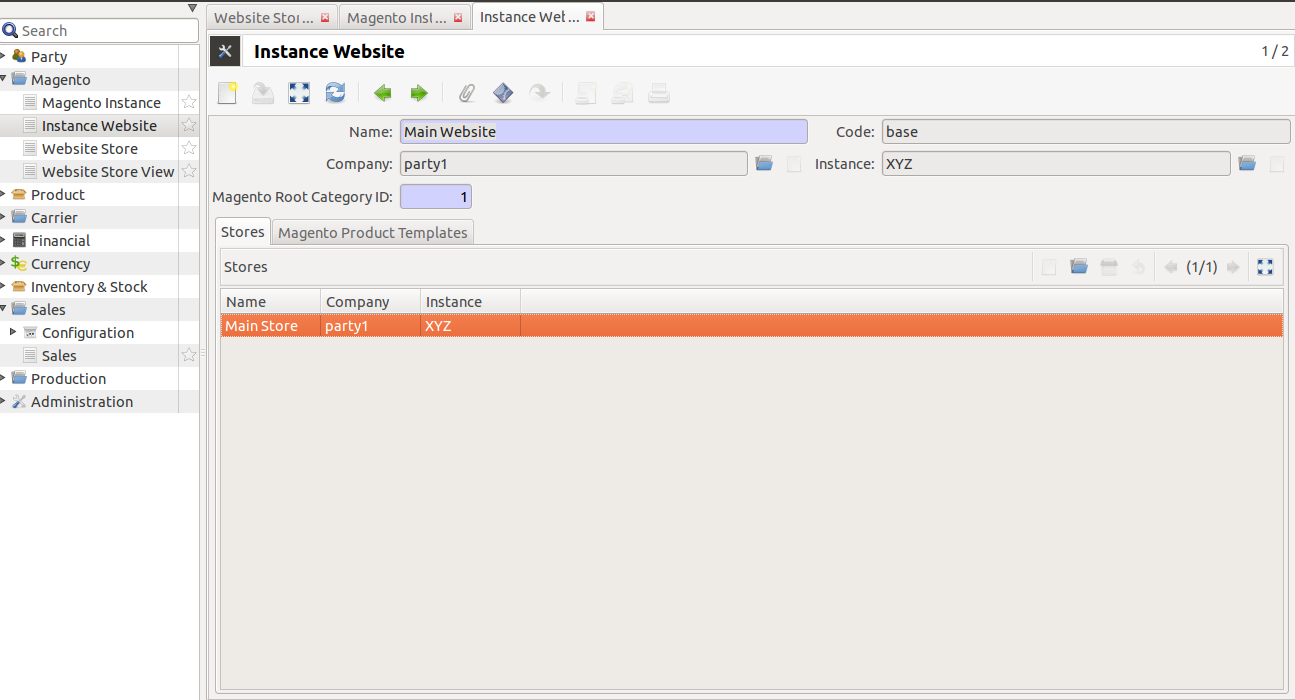 Search
Party
Magento
Magento Instance
Instance Website
Website Store
Website Store View
Product
Carrier
Financial
Currency
Inventory & Stock
Sales
Configuration
Sales
Production
Administration
Website Stor... Magento Inst... Instance Wet...
Instance Website 1 / 2
Name: Main Website Code: base
Company: party1 Instance: XYZ
Magento Root Category ID: 1
Stores Magento Product Templates
Stores (1/1)
Name Company Instance
Main Store party1 XYZ